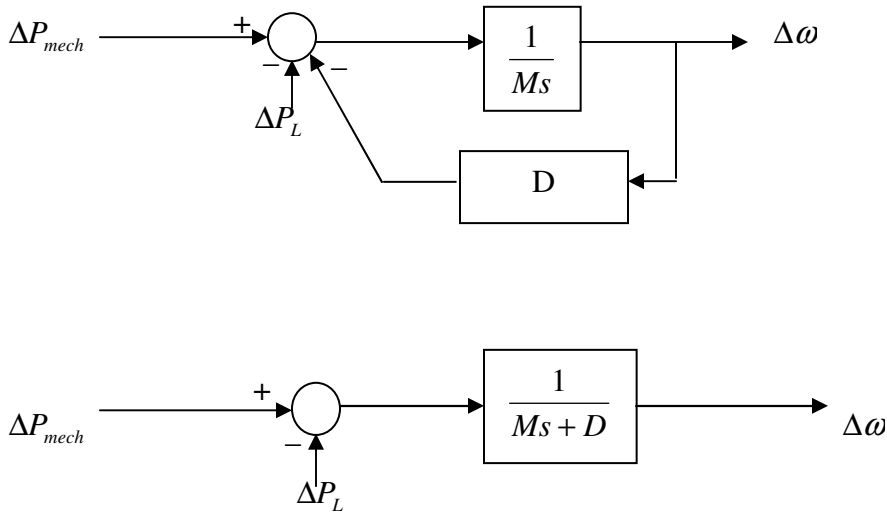 ΔP_mech + − − 1/Ms Δω
ΔP_L
D
ΔP_mech + − 1/(Ms + D) Δω
ΔP_L